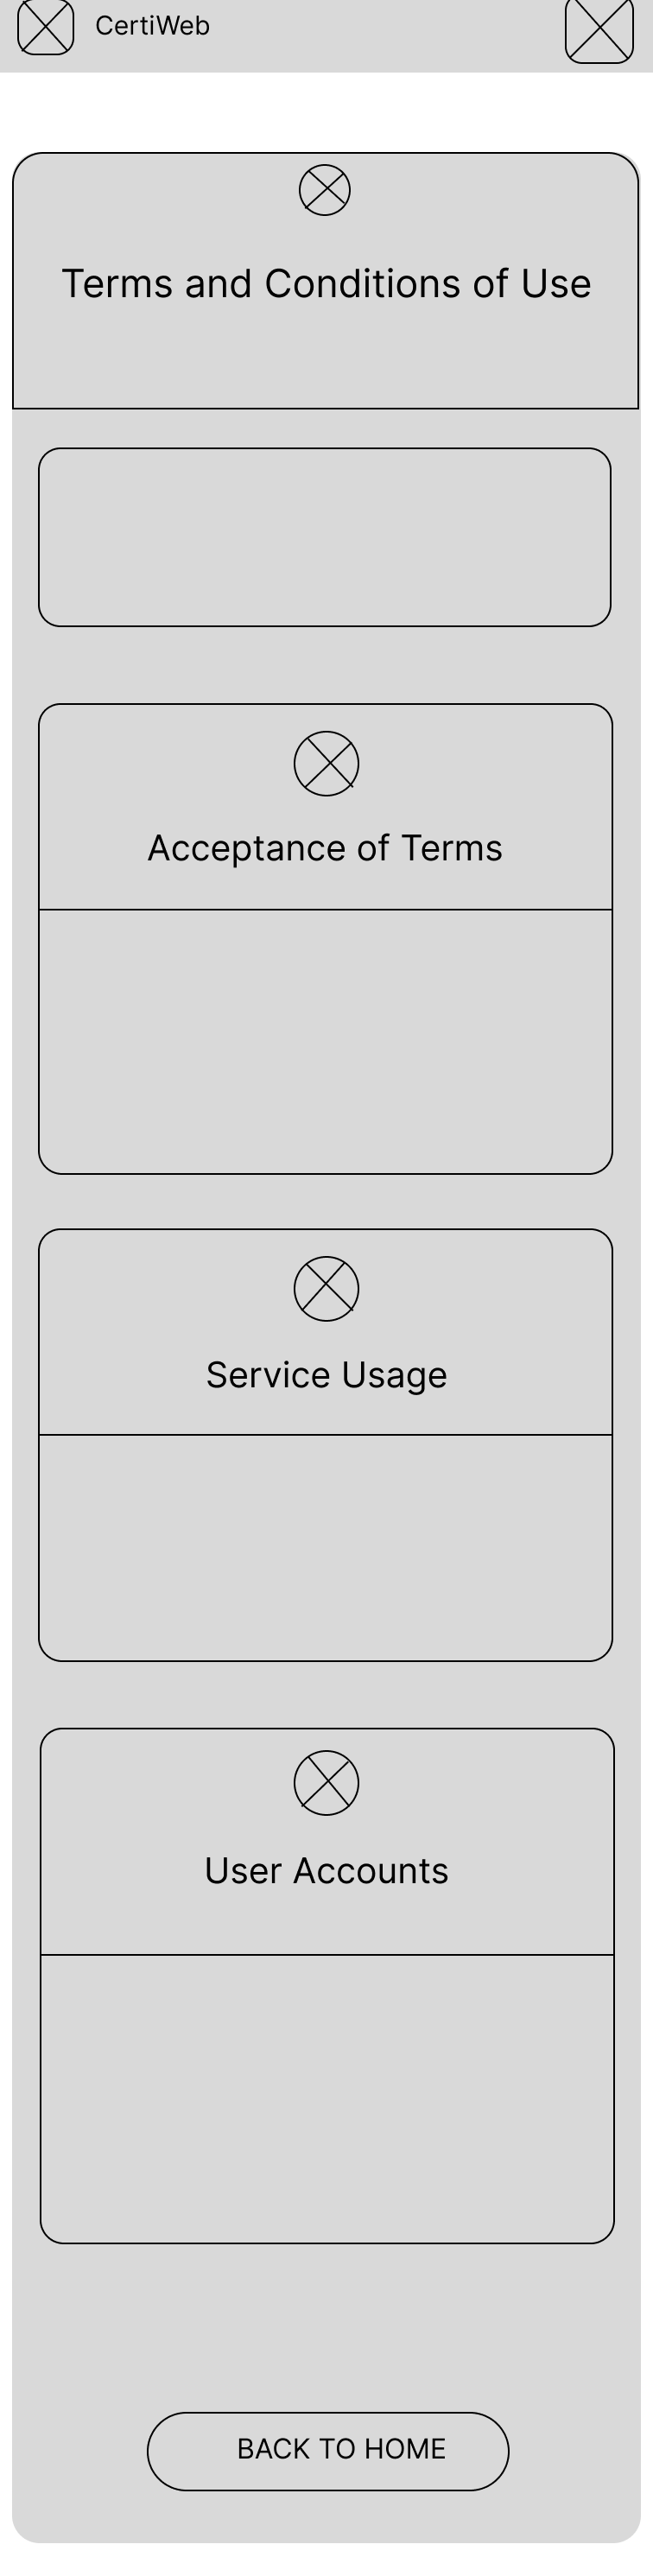 CertiWeb
Terms and Conditions of Use
Acceptance of Terms
Service Usage
User Accounts
BACK TO HOME